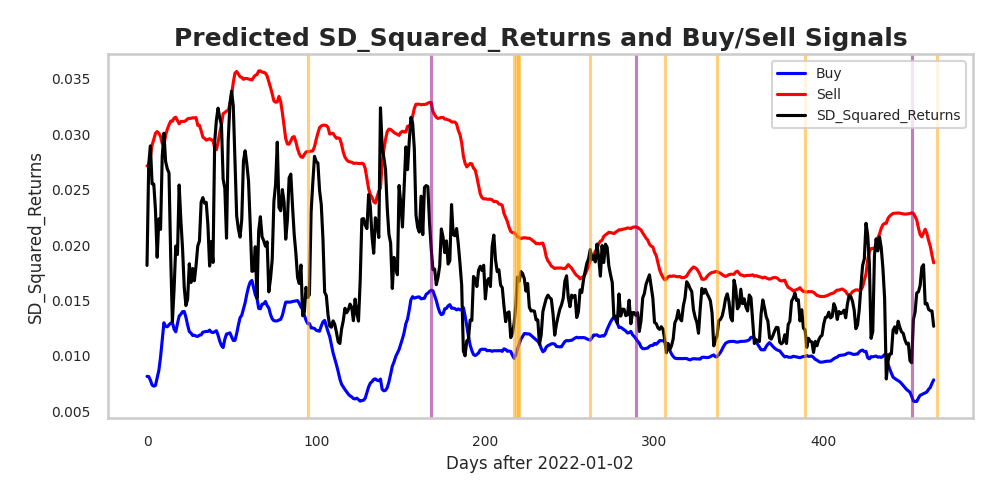 Predicted SD_Squared_Returns and Buy/Sell Signals
Buy
Sell
SD_Squared_Returns
SD_Squared_Returns
0.035
0.030
0.025
0.020
0.015
0.010
0.005
0 100 200 300 400
Days after 2022-01-02